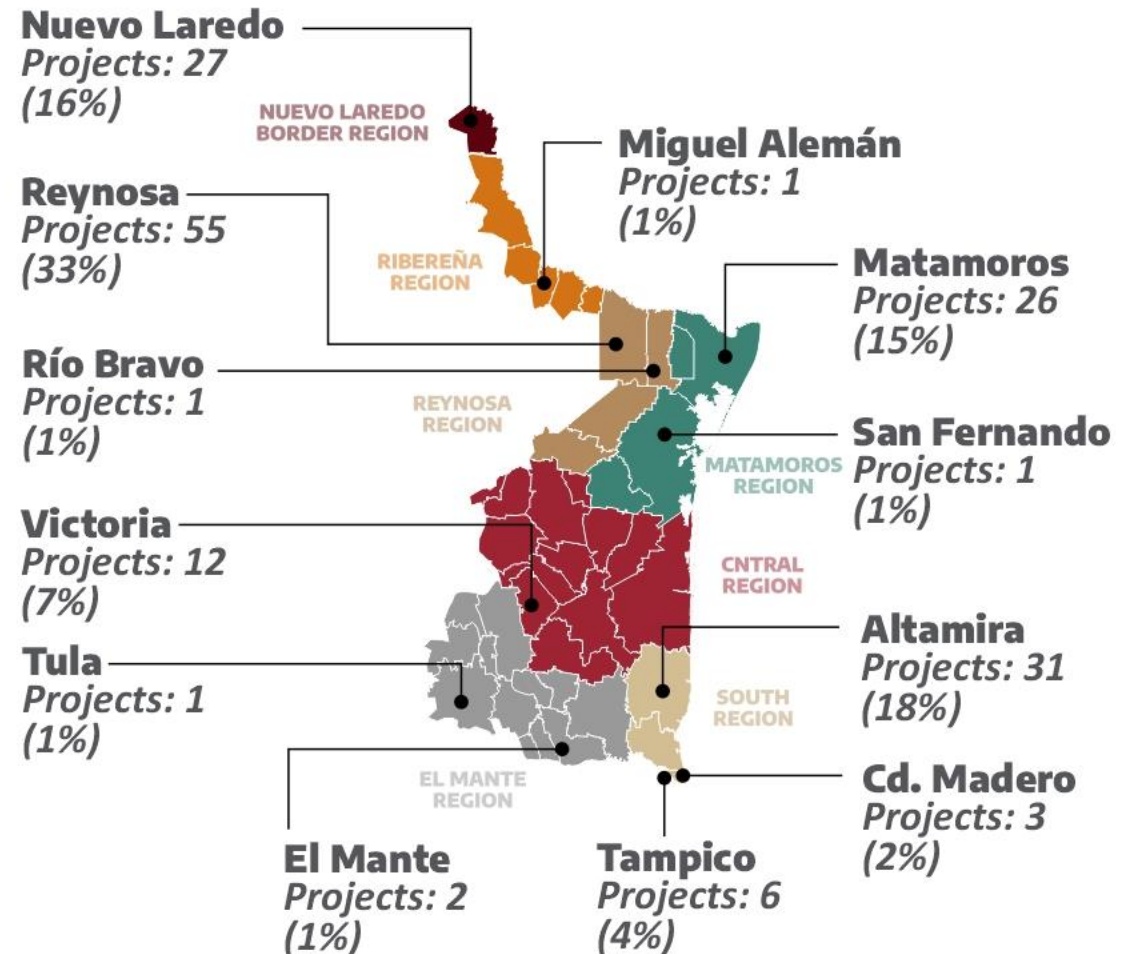 Nuevo Laredo
Projects: 27
(16%)
NUEVO LAREDO
BORDER REGION
Miguel Alemán
Projects: 1
(1%)
Reynosa
Projects: 55
(33%)
RIBEREÑA
REGION
Matamoros
Projects: 26
(15%)
Río Bravo
Projects: 1
(1%)
REYNOSA
REGION
San Fernando
Projects: 1
(1%)
MATAMOROS
REGION
Victoria
Projects: 12
(7%)
CNTRAL
REGION
Altamira
Projects: 31
(18%)
Tula
Projects: 1
(1%)
SOUTH
REGION
EL MANTE
REGION
Cd. Madero
Projects: 3
(2%)
El Mante
Projects: 2
(1%)
Tampico
Projects: 6
(4%)